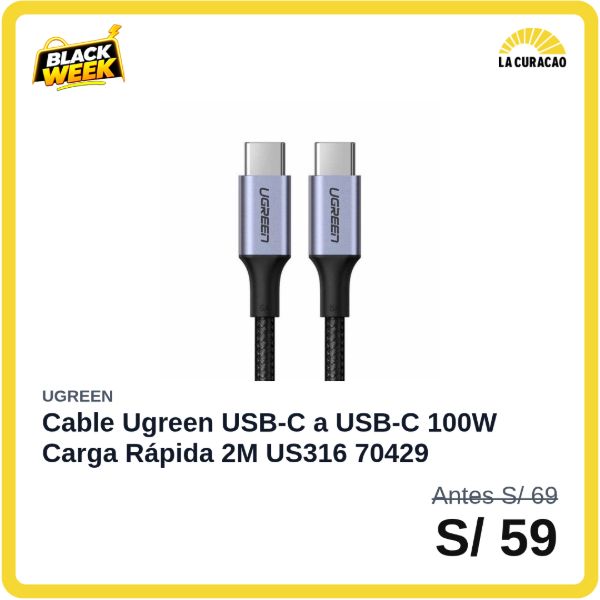 BLACK
WEEK
LA CURACAO
UGREEN
UGREEN
UGREEN
Cable Ugreen USB-C a USB-C 100W
Carga Rápida 2M US316 70429
Antes S/ 69
S/ 59